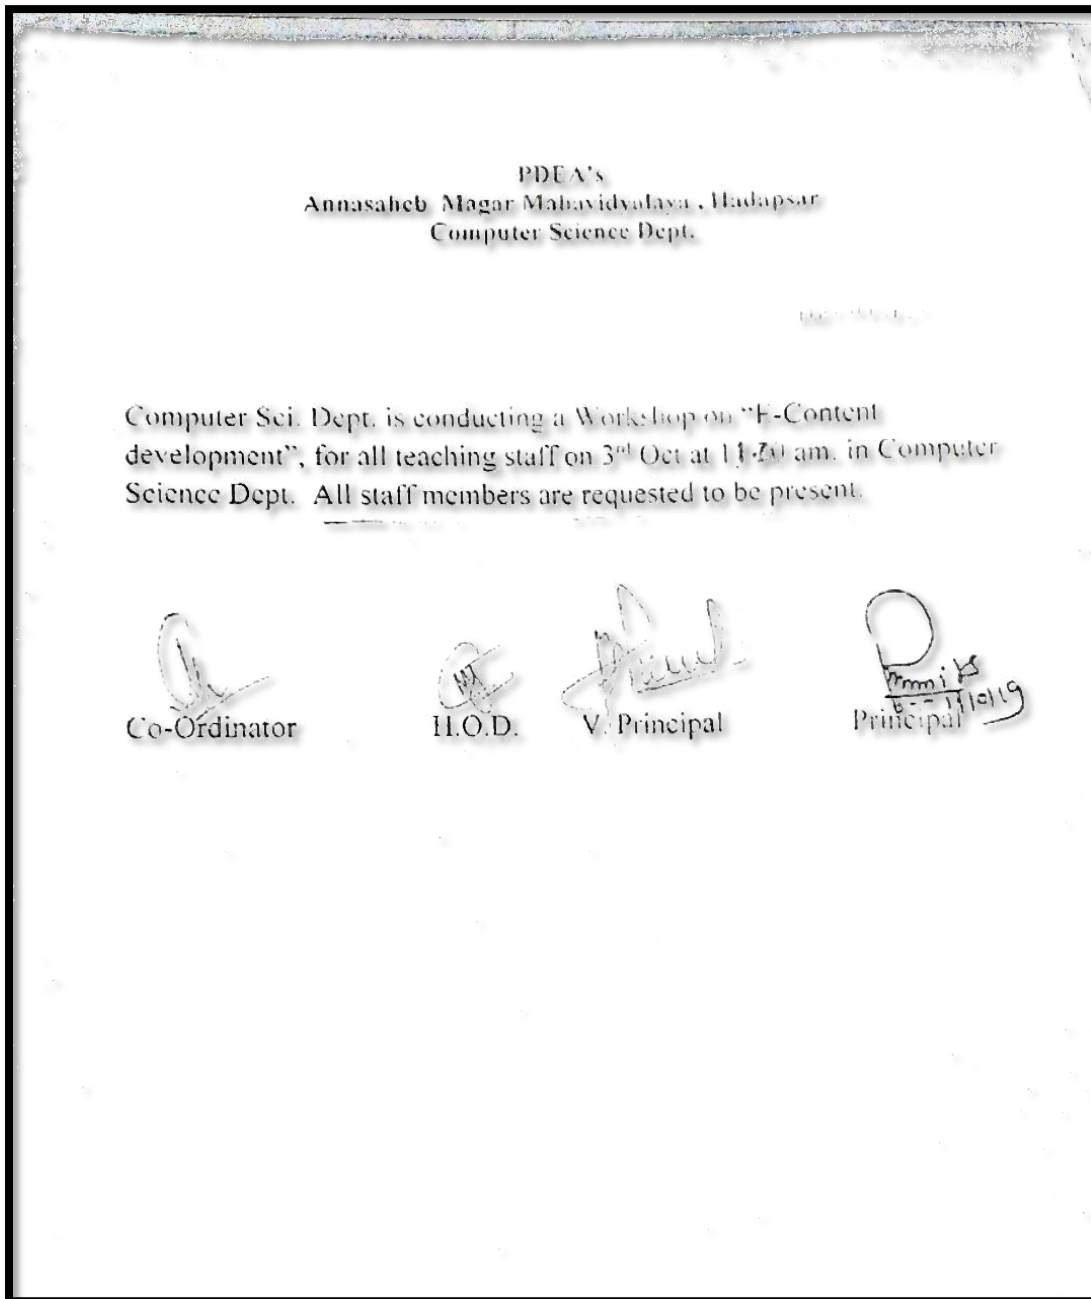 PDEA's
Annasaheb Magar Mahavidyalaya , Hadapsar
Computer Science Dept.
Computer Sci. Dept. is conducting a Workshop on “E-Content
development”, for all teaching staff on 3rd Oct at am. in Computer
Science Dept. All staff members are requested to be present.
Co-Ordinator H.O.D. V. Principal Principal